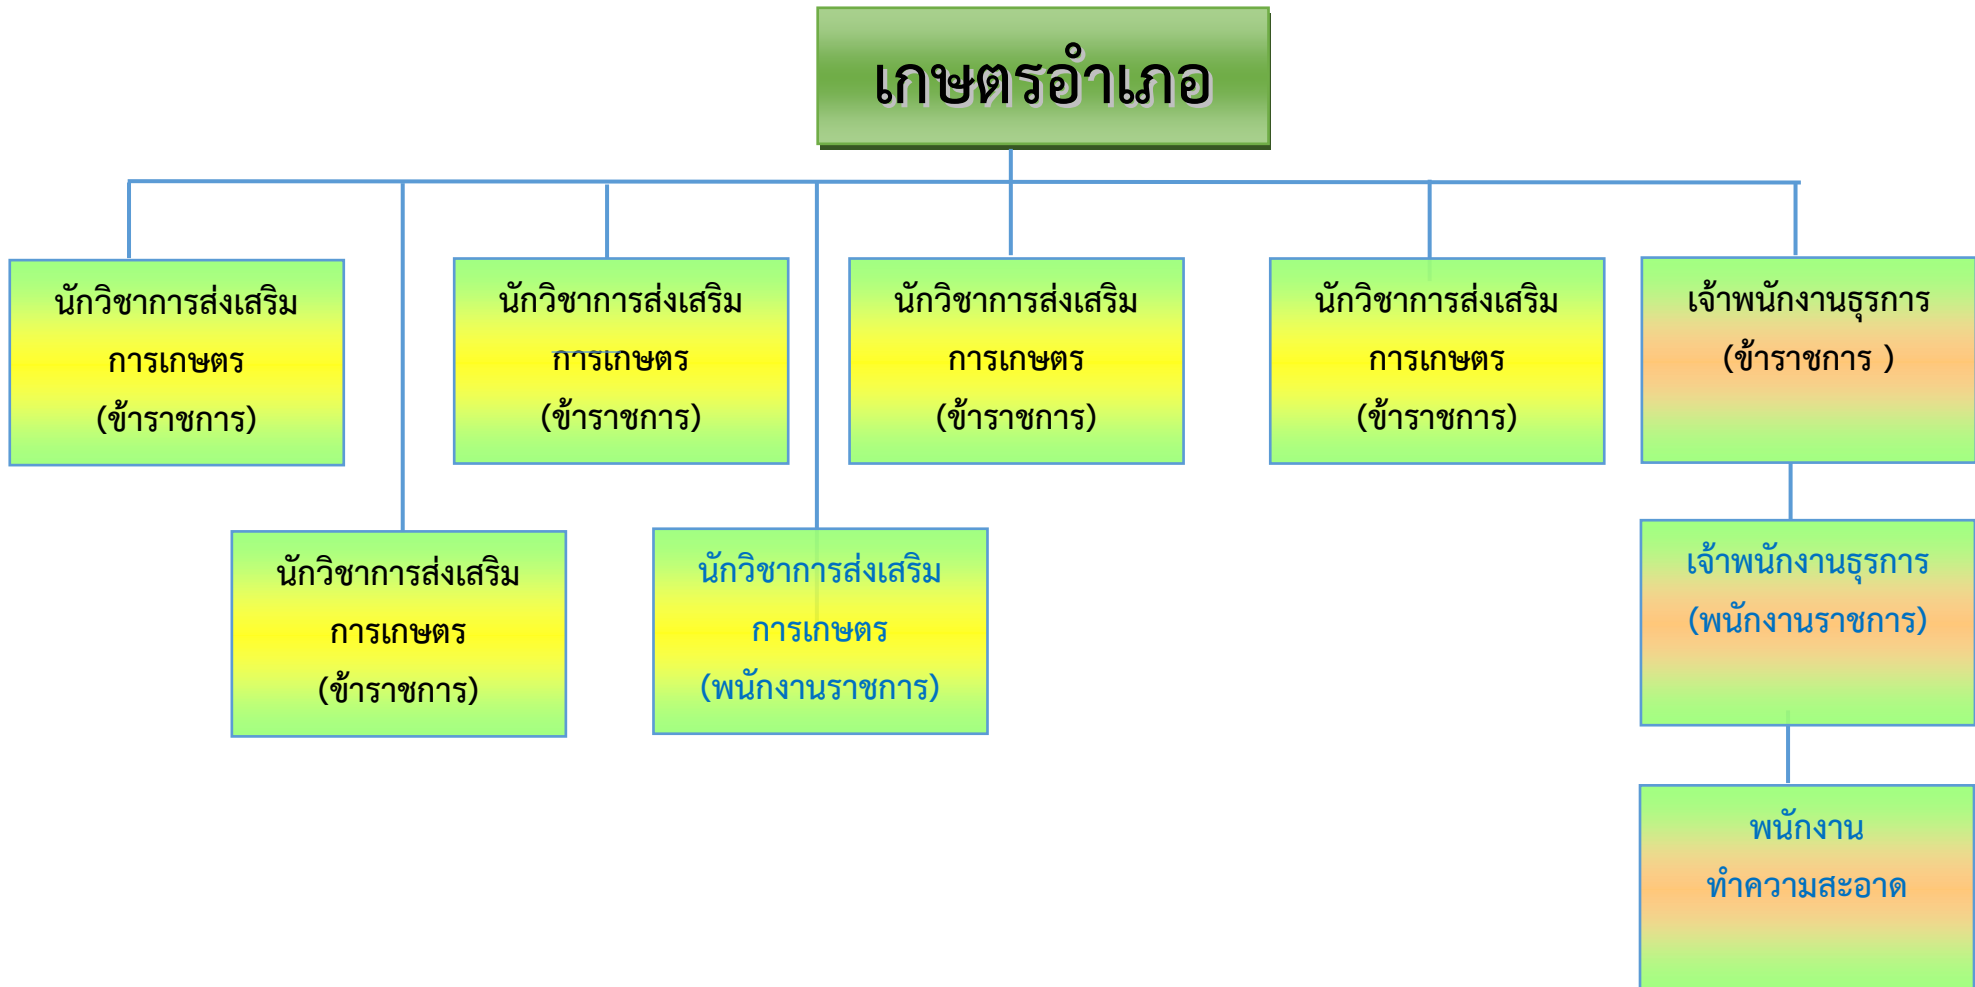 เกษตรอำเภอ
นักวิชาการส่งเสริม
การเกษตร
(ข้าราชการ)
นักวิชาการส่งเสริม
การเกษตร
(ข้าราชการ)
นักวิชาการส่งเสริม
การเกษตร
(ข้าราชการ)
นักวิชาการส่งเสริม
การเกษตร
(ข้าราชการ)
เจ้าพนักงานธุรการ
(ข้าราชการ )
นักวิชาการส่งเสริม
การเกษตร
(ข้าราชการ)
นักวิชาการส่งเสริม
การเกษตร
(พนักงานราชการ)
เจ้าพนักงานธุรการ
(พนักงานราชการ)
พนักงาน
ทำความสะอาด